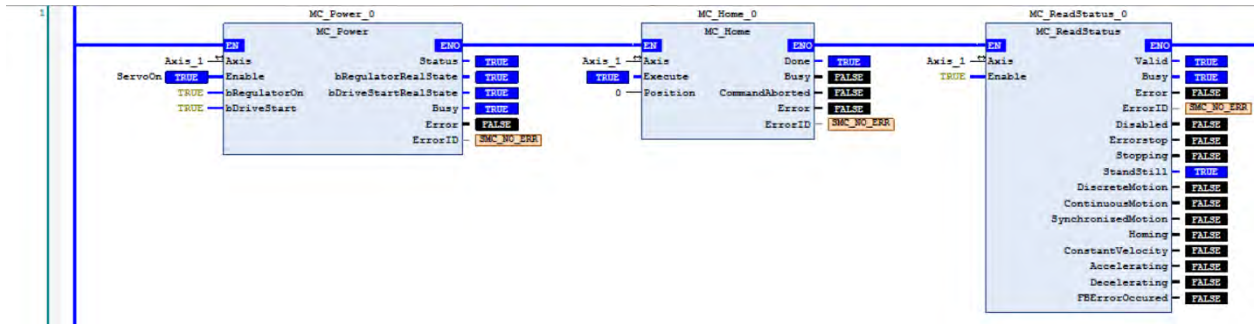 1
MC_Power_0 MC_Home_0 MC_ReadStatus_0
MC_Power MC_Home MC_ReadStatus
EN ENO EN ENO EN ENO
Axis_1 Axis Status TRUE Axis_1 Axis Done TRUE Axis_1 Axis Valid TRUE
ServoOn TRUE Enable bRegulatorRealState TRUE TRUE Execute Busy FALSE TRUE Enable Busy TRUE
TRUE bRegulatorOn bDriveStartRealState TRUE 0 Position CommandAborted FALSE Error FALSE
TRUE bDriveStart Busy TRUE Error FALSE ErrorID SMC_NO_ERR
Error FALSE ErrorID SMC_NO_ERR Disabled FALSE
ErrorID SMC_NO_ERR Errorstop FALSE
Stopping FALSE
StandStill TRUE
DiscreteMotion FALSE
ContinuousMotion FALSE
SynchronizedMotion FALSE
Homing FALSE
ConstantVelocity FALSE
Accelerating FALSE
Decelerating FALSE
FBErrorOccured FALSE